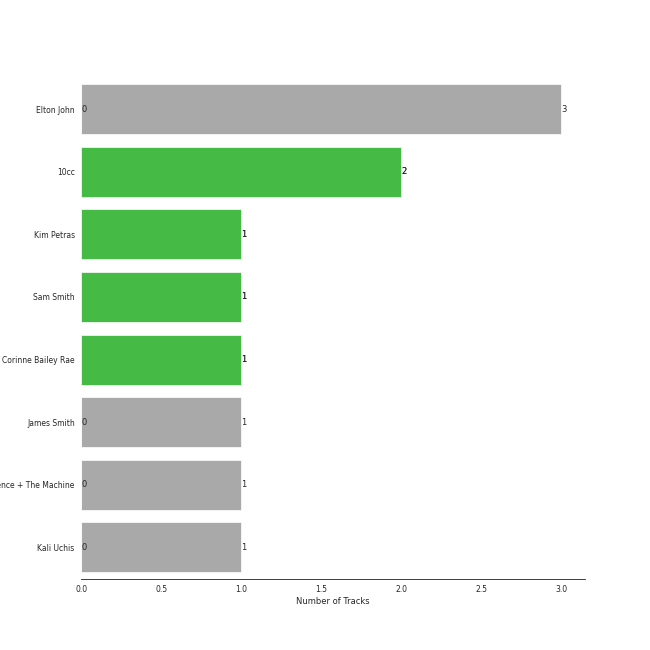 Elton John 0 3
10cc 2
Kim Petras 1
Sam Smith 1
Corinne Bailey Rae 1
James Smith 0 1
nce + The Machine 0 1
Kali Uchis 0 1
0.0 0.5 1.0 1.5 2.0 2.5 3.0
Number of Tracks